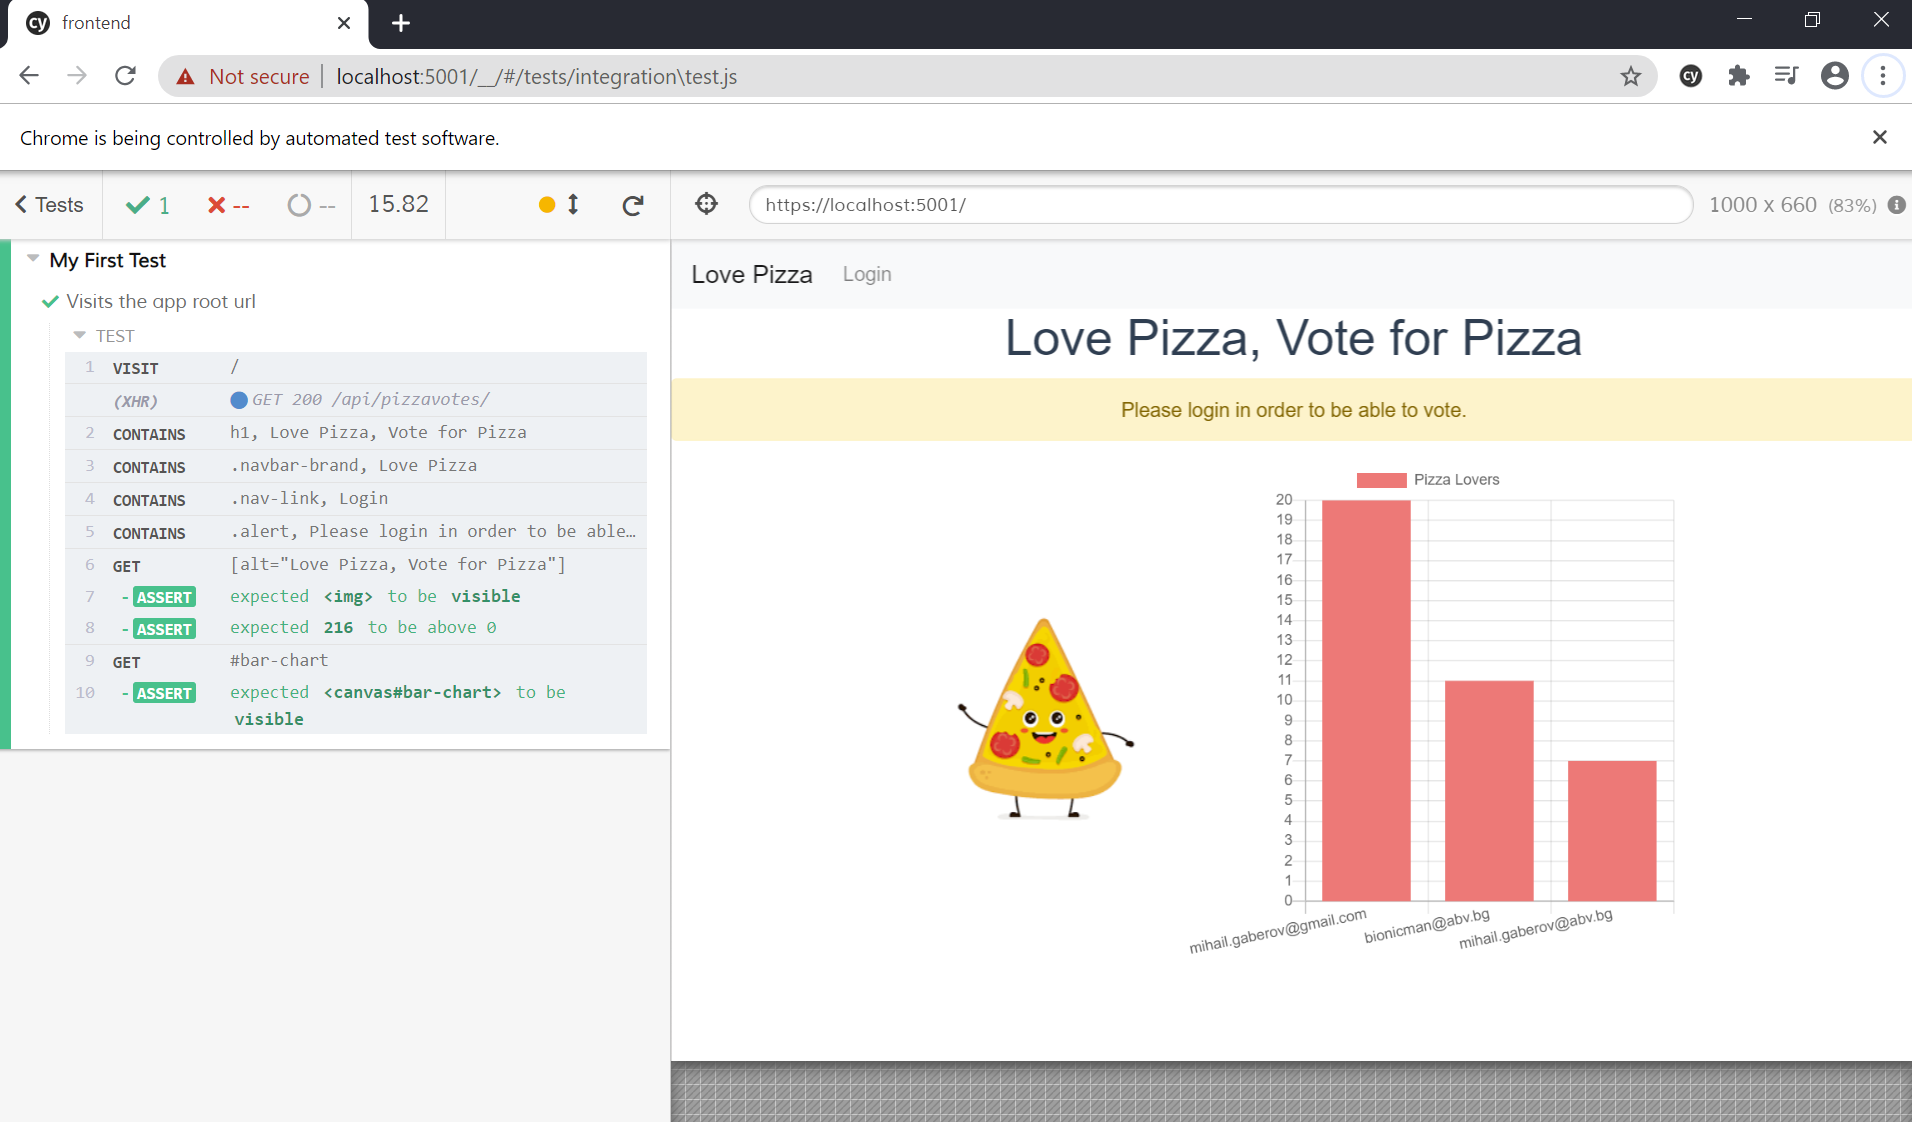 frontend
Not secure localhost:5001/__/#/tests/integration\test.js
Chrome is being controlled by automated test software.
Tests 1 -- -- 15.82 https://localhost:5001/ 1000 x 660 (83%)
My First Test
Visits the app root url
TEST
1 VISIT /
(XHR) GET 200 /api/pizzavotes/
2 CONTAINS h1, Love Pizza, Vote for Pizza
3 CONTAINS .navbar-brand, Love Pizza
4 CONTAINS .nav-link, Login
5 CONTAINS .alert, Please login in order to be able…
6 GET [alt="Love Pizza, Vote for Pizza"]
7 -ASSERT expected <img> to be visible
8 -ASSERT expected 216 to be above 0
9 GET #bar-chart
10 -ASSERT expected <canvas#bar-chart> to be
visible
Love Pizza Login
Love Pizza, Vote for Pizza
Please login in order to be able to vote.
Pizza Lovers
20
19
18
17
16
15
14
13
12
11
10
9
8
7
6
5
4
3
2
1
0
mihail.gaberov@gmail.com
bionicman@abv.bg
mihail.gaberov@abv.bg